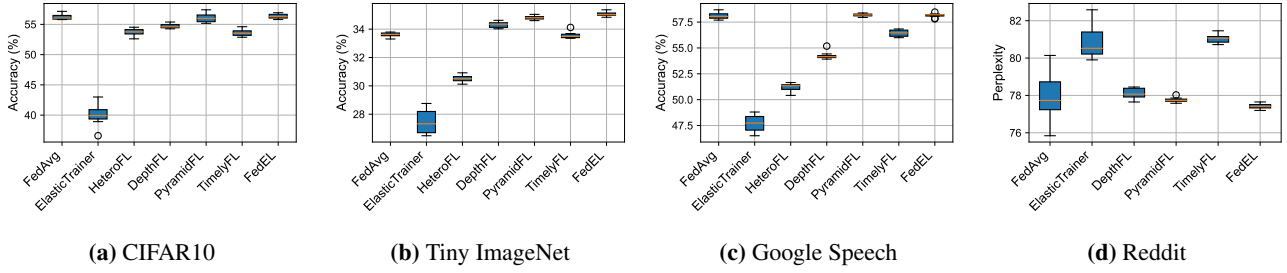 Accuracy (%)
55
50
45
40
FedAvg
ElasticTrainer
HeteroFL
DepthFL
PyramidFL
TimelyFL
FedEL
(a) CIFAR10
Accuracy (%)
36
34
32
30
28
FedAvg
ElasticTrainer
HeteroFL
DepthFL
PyramidFL
TimelyFL
FedEL
(b) Tiny ImageNet
Accuracy (%)
57.5
55.0
52.5
50.0
47.5
FedAvg
ElasticTrainer
HeteroFL
DepthFL
PyramidFL
TimelyFL
FedEL
(c) Google Speech
Perplexity
82
80
78
76
FedAvg
ElasticTrainer
DepthFL
PyramidFL
TimelyFL
FedEL
(d) Reddit